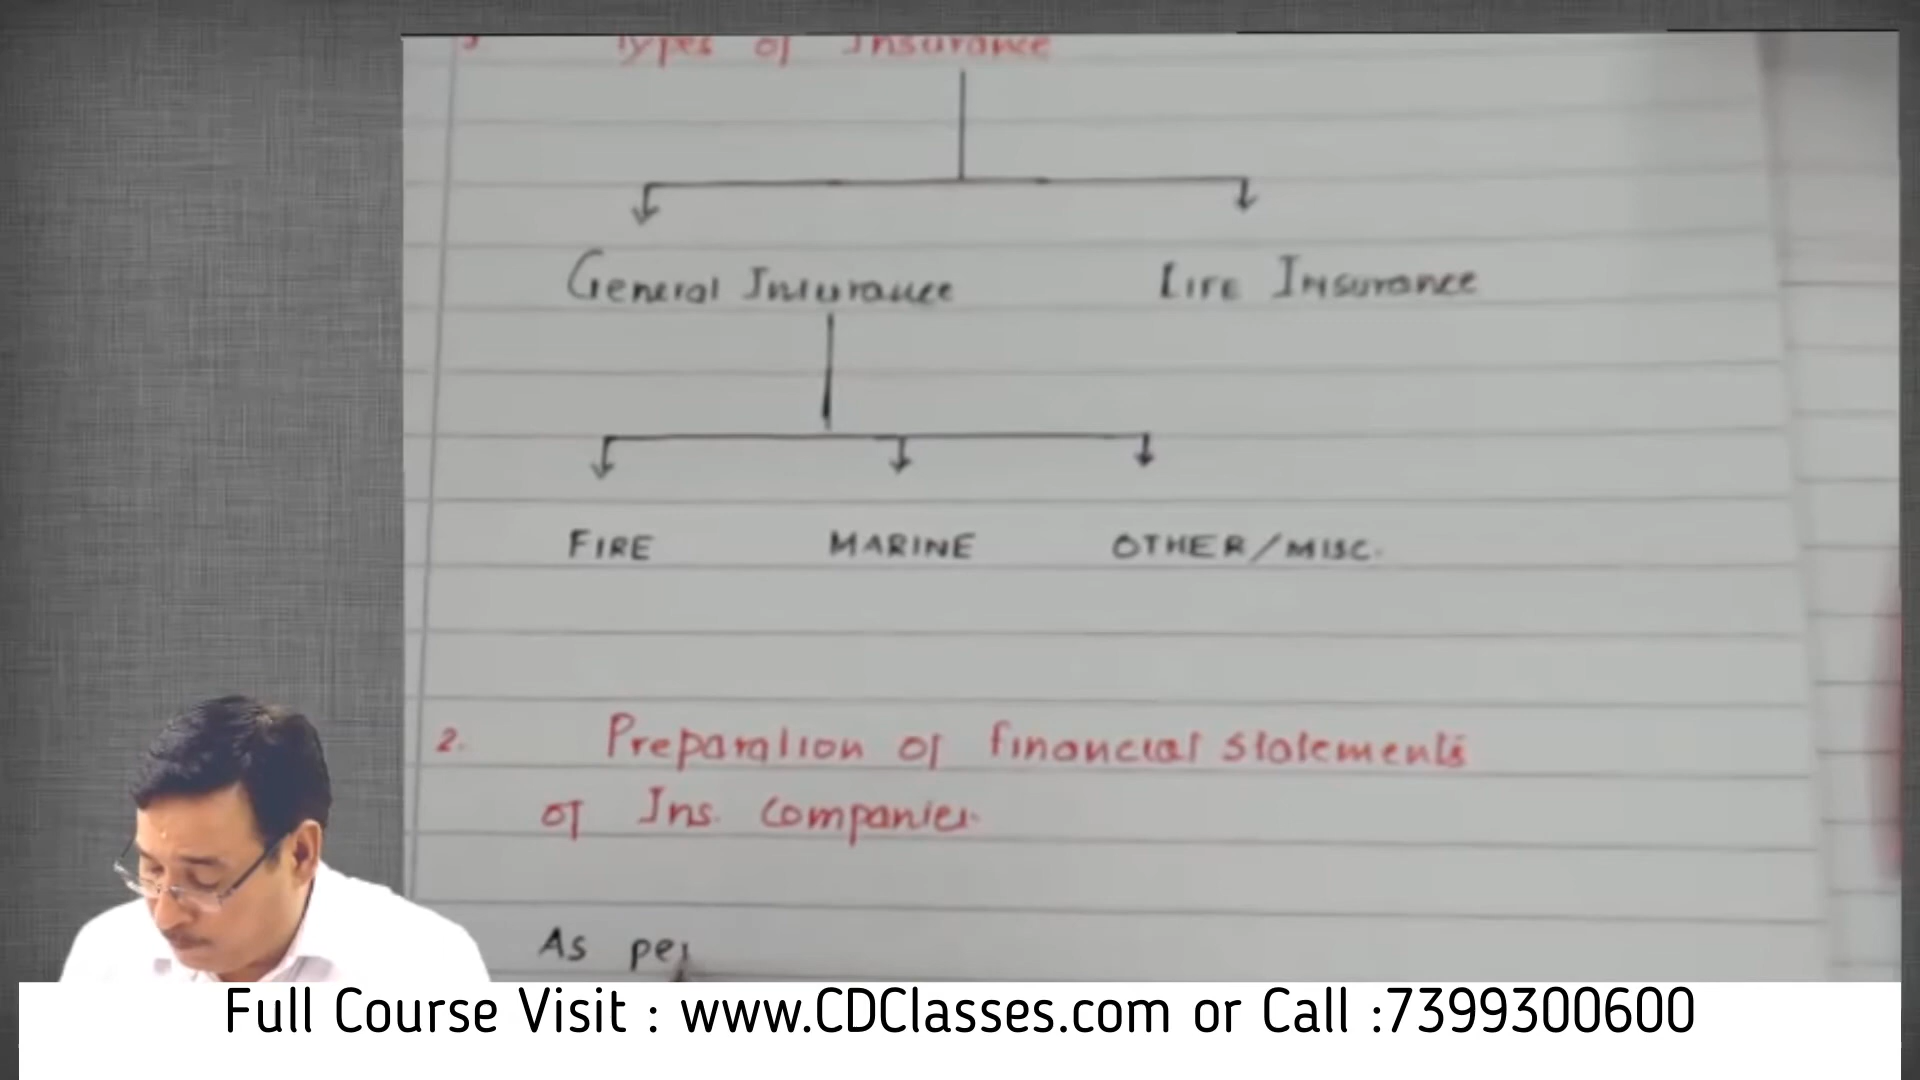 Types of Insurance
General Insurance Life Insurance
FIRE MARINE OTHER/MISC.
2. Preparation of financial statements
of Ins. Companies.
As per
Full Course Visit : www.CDClasses.com or Call :7399300600